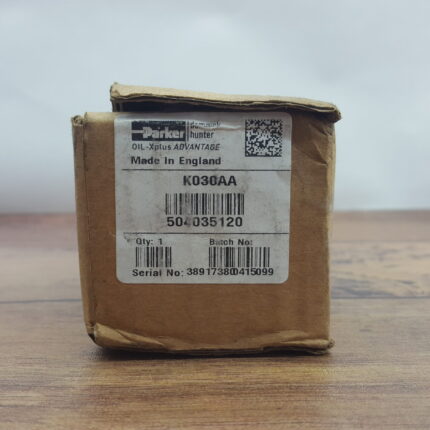 Parker
domnick
hunter
OIL-Xplus ADVANTAGE
Made In England
K030AA
504035120
Qty: 1 Batch No:
Serial No: 38917380415099